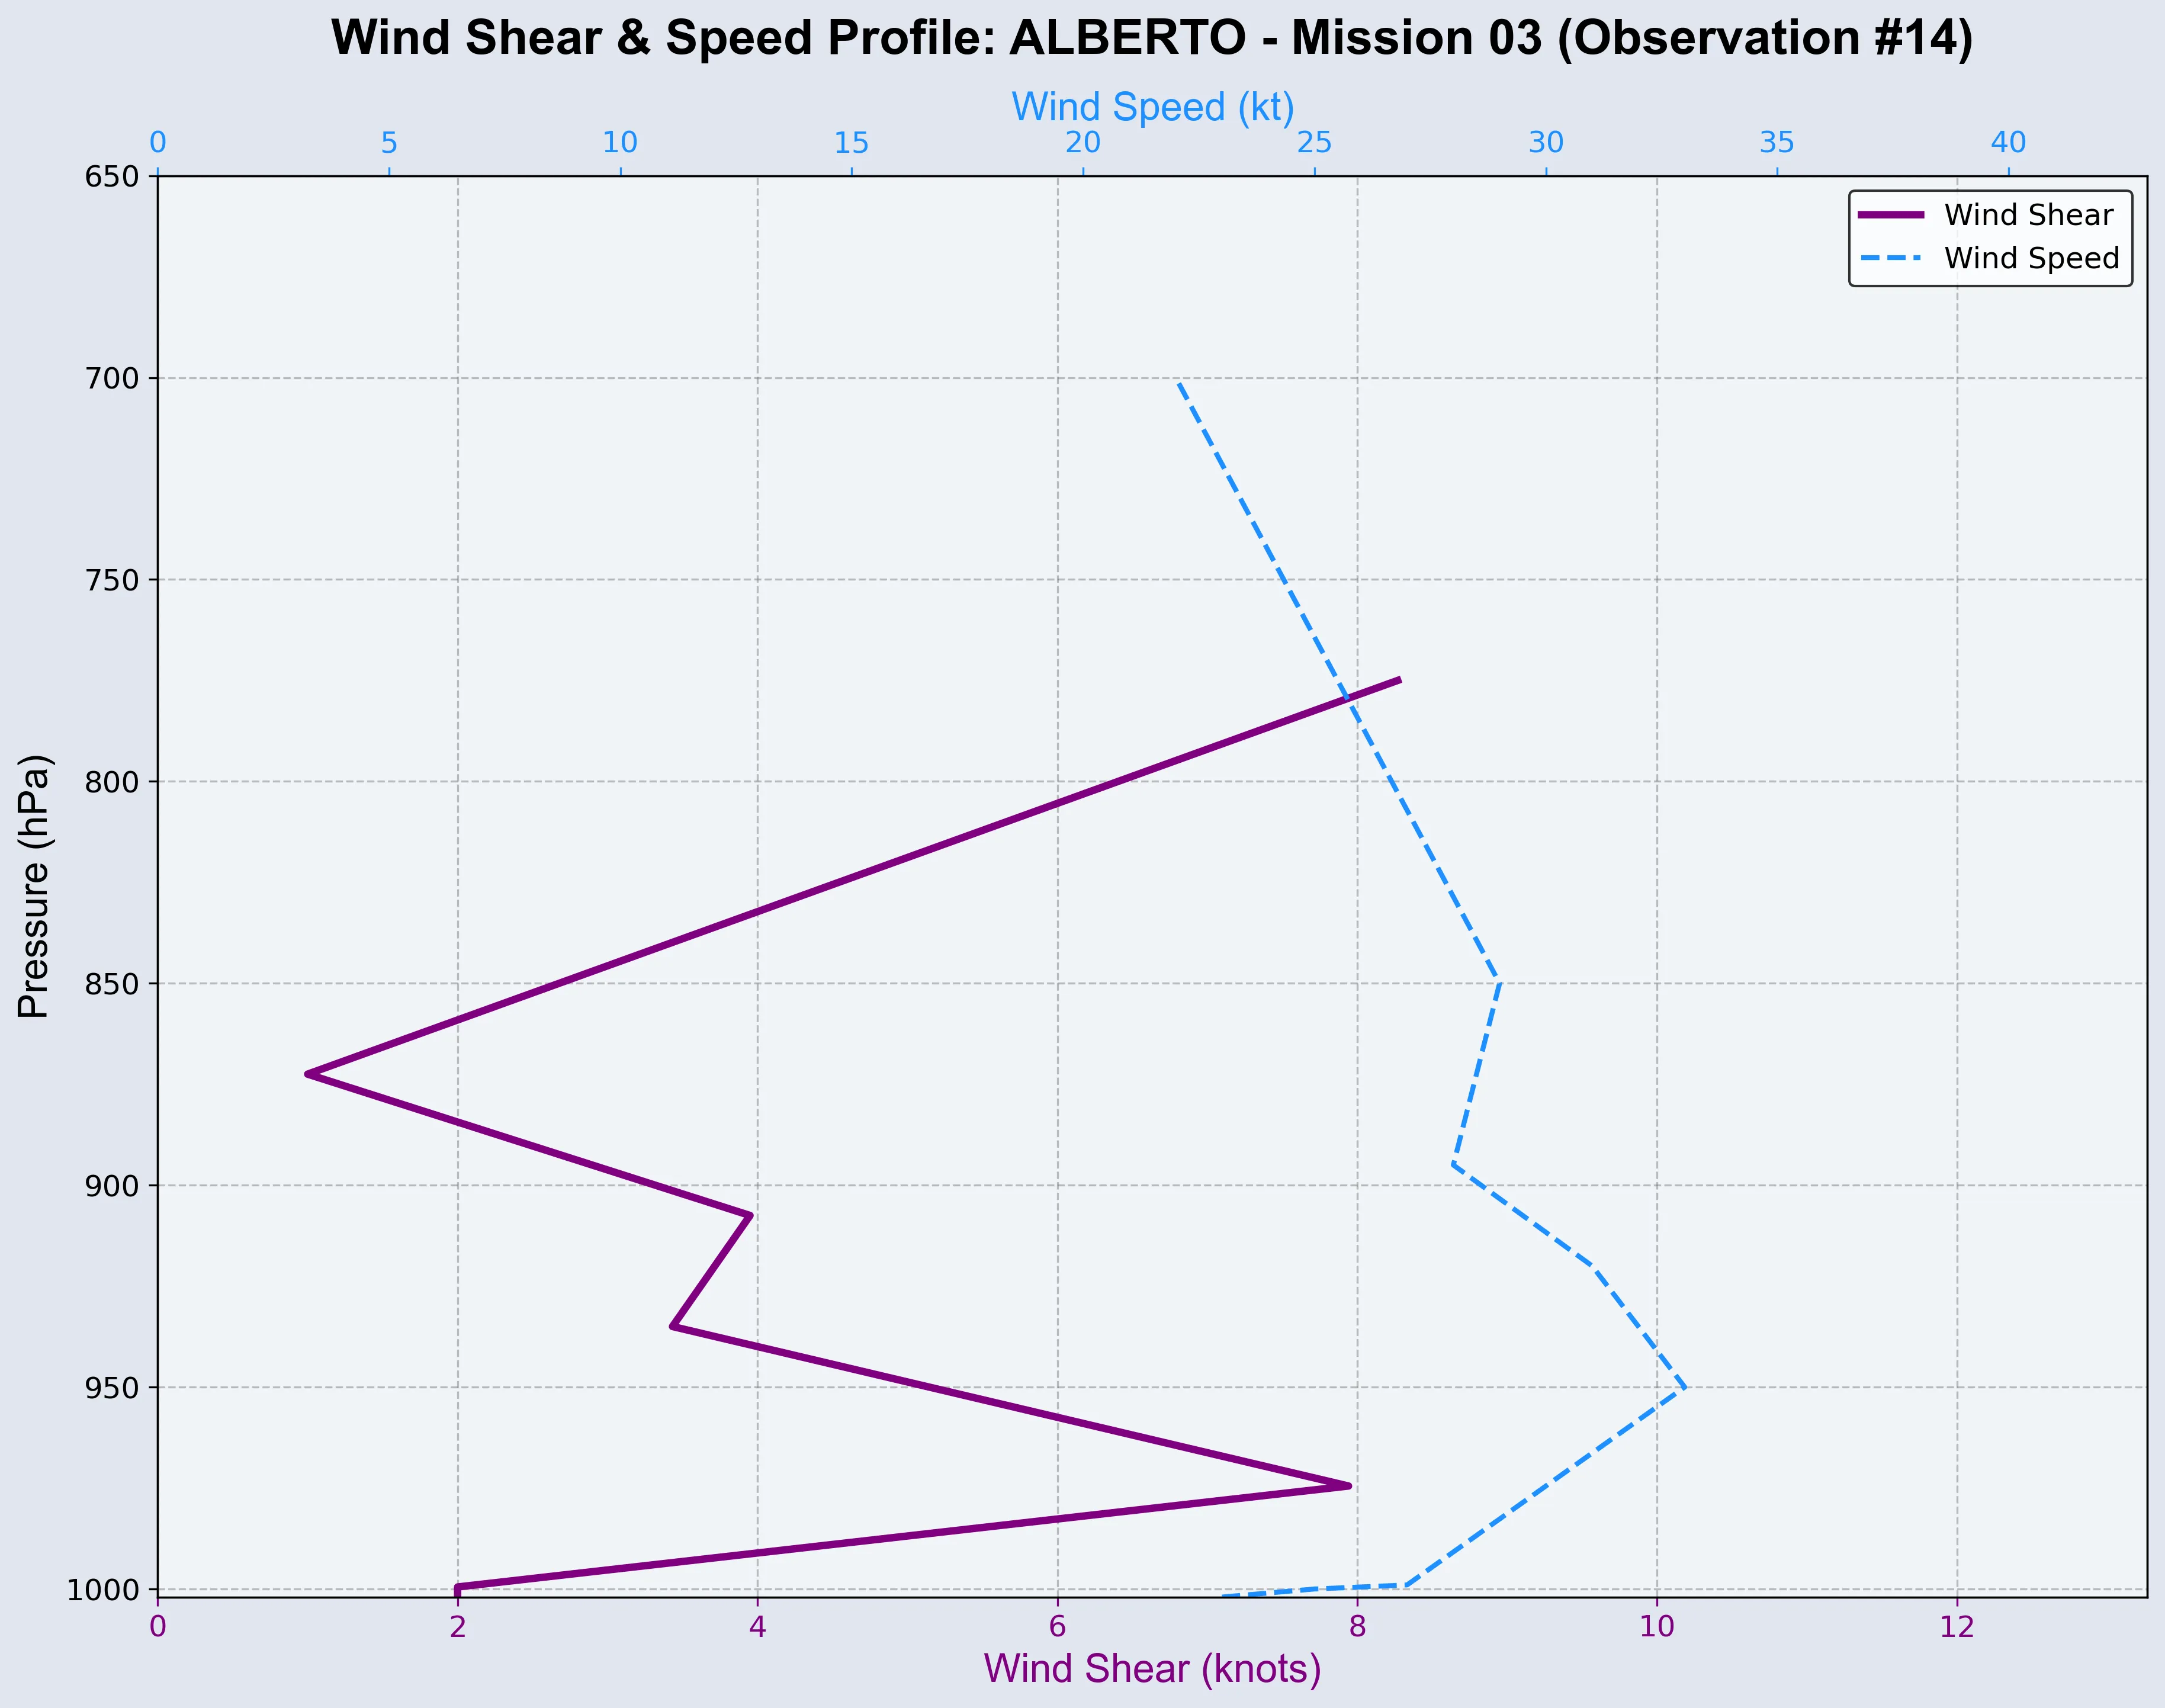 Wind Shear & Speed Profile: ALBERTO - Mission 03 (Observation #14)
Wind Speed (kt)
0 5 10 15 20 25 30 35 40
Wind Shear
Wind Speed
650
700
750
800
850
900
950
1000
Pressure (hPa)
0 2 4 6 8 10 12
Wind Shear (knots)